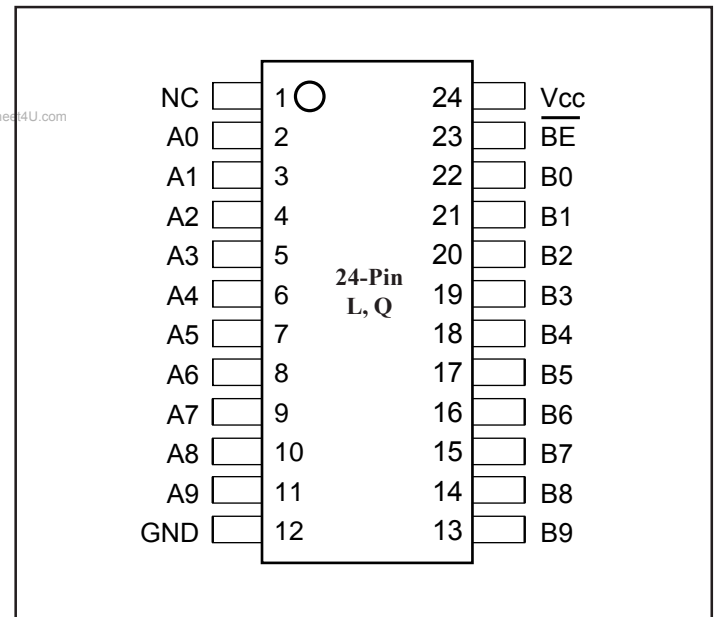 NC 1 24 Vcc
eet4U.com
A0 2 23 B̅E̅
A1 3 22 B0
A2 4 21 B1
A3 5 20 B2
24-Pin
A4 6 19 B3
L, Q
A5 7 18 B4
A6 8 17 B5
A7 9 16 B6
A8 10 15 B7
A9 11 14 B8
GND 12 13 B9